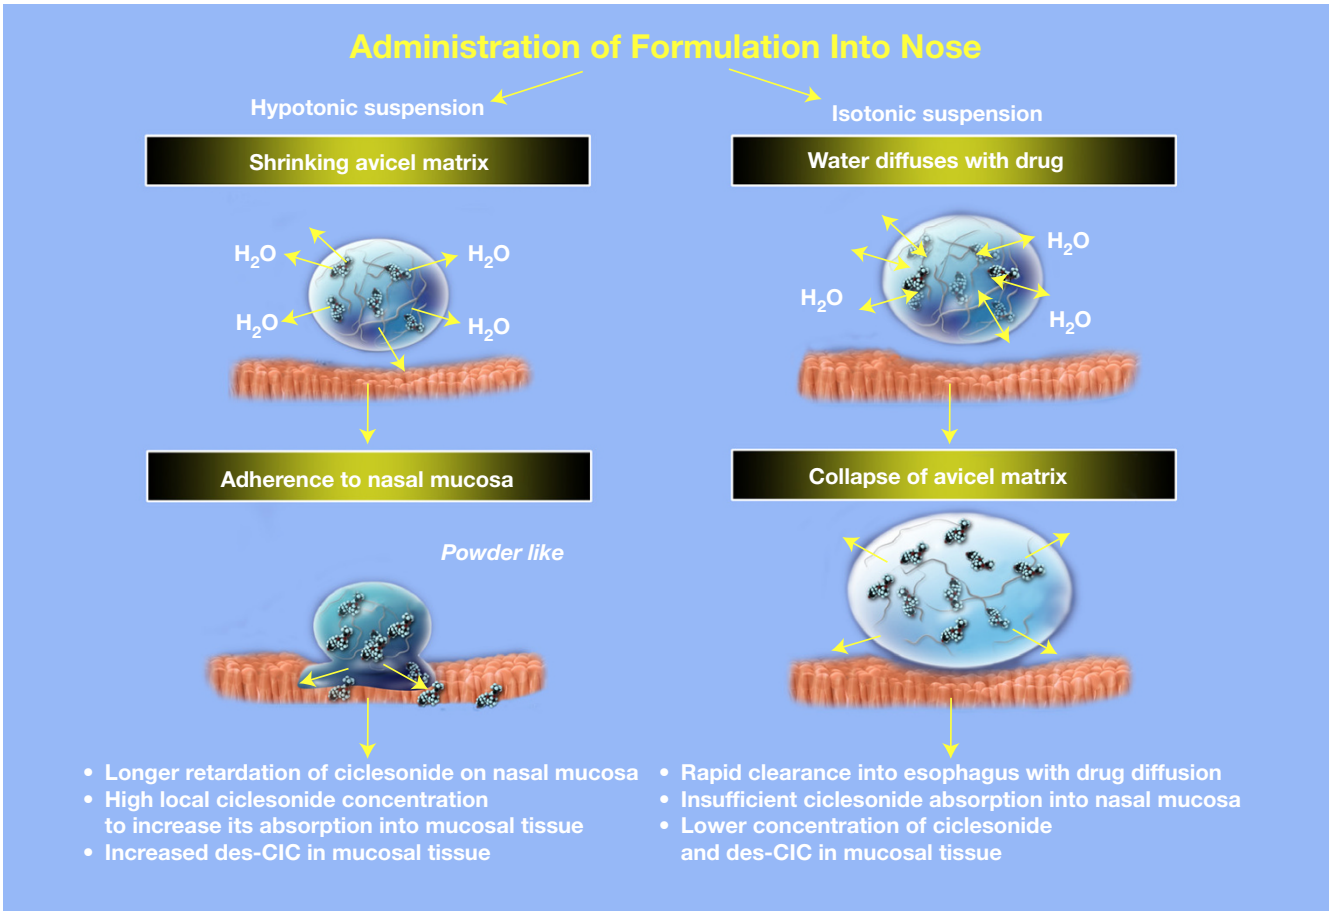 Administration of Formulation Into Nose
Hypotonic suspension
Shrinking avicel matrix
H₂O
H₂O
H₂O
H₂O
Adherence to nasal mucosa
Powder like
• Longer retardation of ciclesonide on nasal mucosa
• High local ciclesonide concentration
to increase its absorption into mucosal tissue
• Increased des-CIC in mucosal tissue
Isotonic suspension
Water diffuses with drug
H₂O
H₂O
H₂O
Collapse of avicel matrix
• Rapid clearance into esophagus with drug diffusion
• Insufficient ciclesonide absorption into nasal mucosa
• Lower concentration of ciclesonide
and des-CIC in mucosal tissue